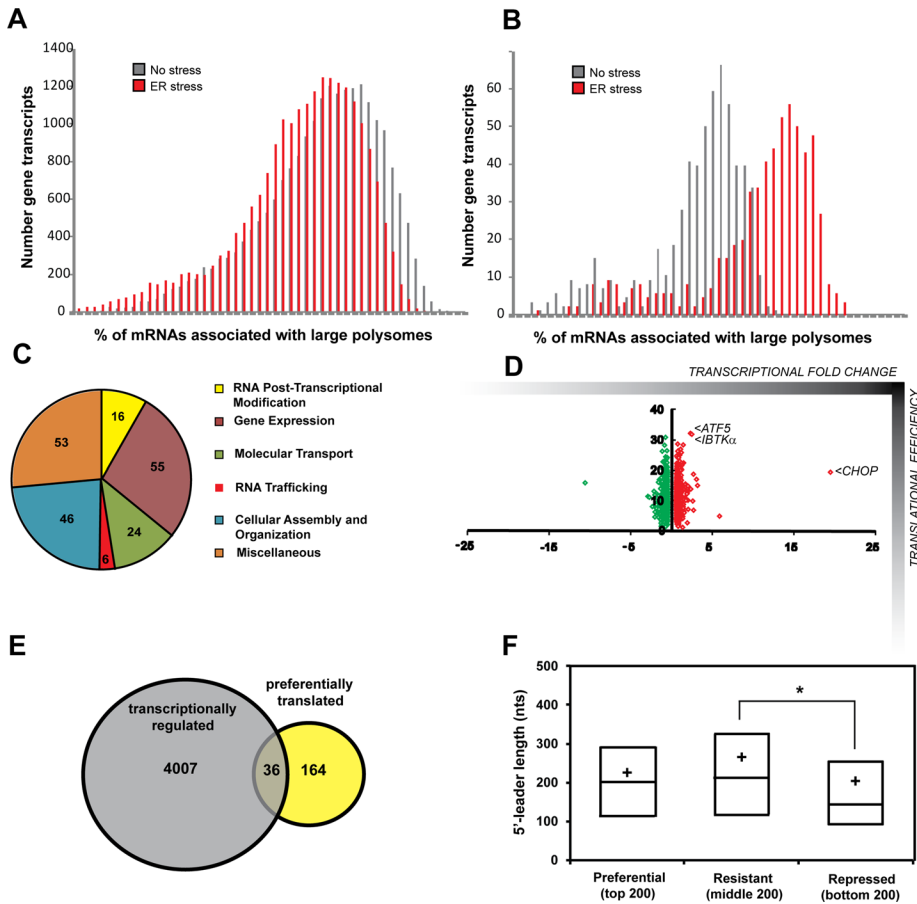 A
1400
1200
1000
800
600
400
200
0
Number gene transcripts
No stress
ER stress
% of mRNAs associated with large polysomes
B
60
50
40
30
20
10
0
Number gene transcripts
No stress
ER stress
% of mRNAs associated with large polysomes
C
16
55
24
6
46
53
RNA Post-Transcriptional
Modification
Gene Expression
Molecular Transport
RNA Trafficking
Cellular Assembly and
Organization
Miscellaneous
D
TRANSCRIPTIONAL FOLD CHANGE
TRANSLATIONAL EFFICIENCY
40
30
20
10
0
-25
-15
-5
5
15
25
<ATF5
<IBTKα
<CHOP
E
transcriptionally
regulated
preferentially
translated
4007
36
164
F
500
400
300
200
100
0
5'-leader length (nts)
*
Preferential
(top 200)
Resistant
(middle 200)
Repressed
(bottom 200)